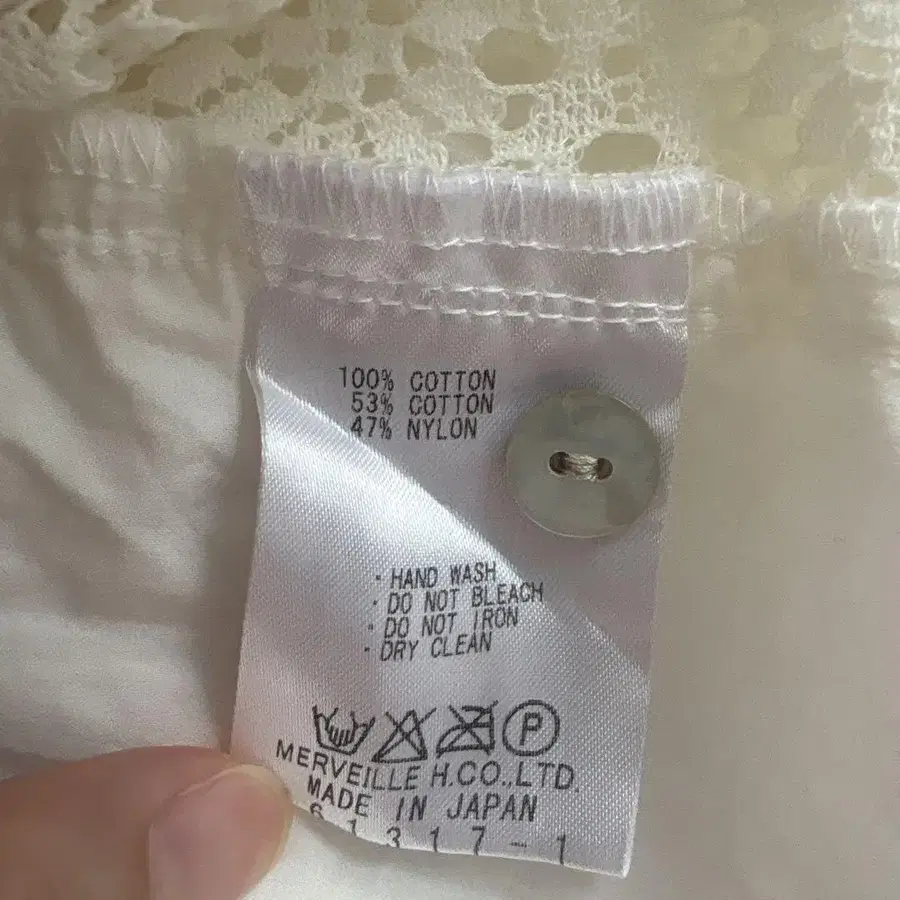 100% COTTON
53% COTTON
47% NYLON
・HAND WASH
・DO NOT BLEACH
・DO NOT IRON
・DRY CLEAN
P
MERVEILLE H.CO.,LTD.
MADE IN JAPAN
61317-1